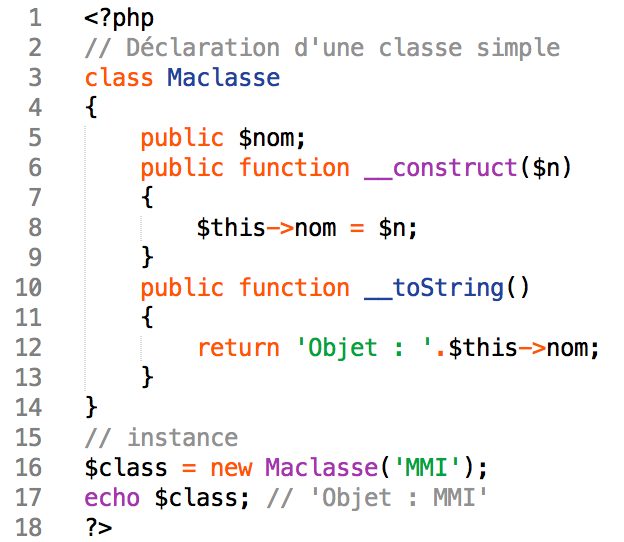 1 <?php
2 // Déclaration d'une classe simple
3 class Maclasse
4 {
5     public $nom;
6     public function __construct($n)
7     {
8         $this->nom = $n;
9     }
10     public function __toString()
11     {
12         return 'Objet : '.$this->nom;
13     }
14 }
15 // instance
16 $class = new Maclasse('MMI');
17 echo $class; // 'Objet : MMI'
18 ?>